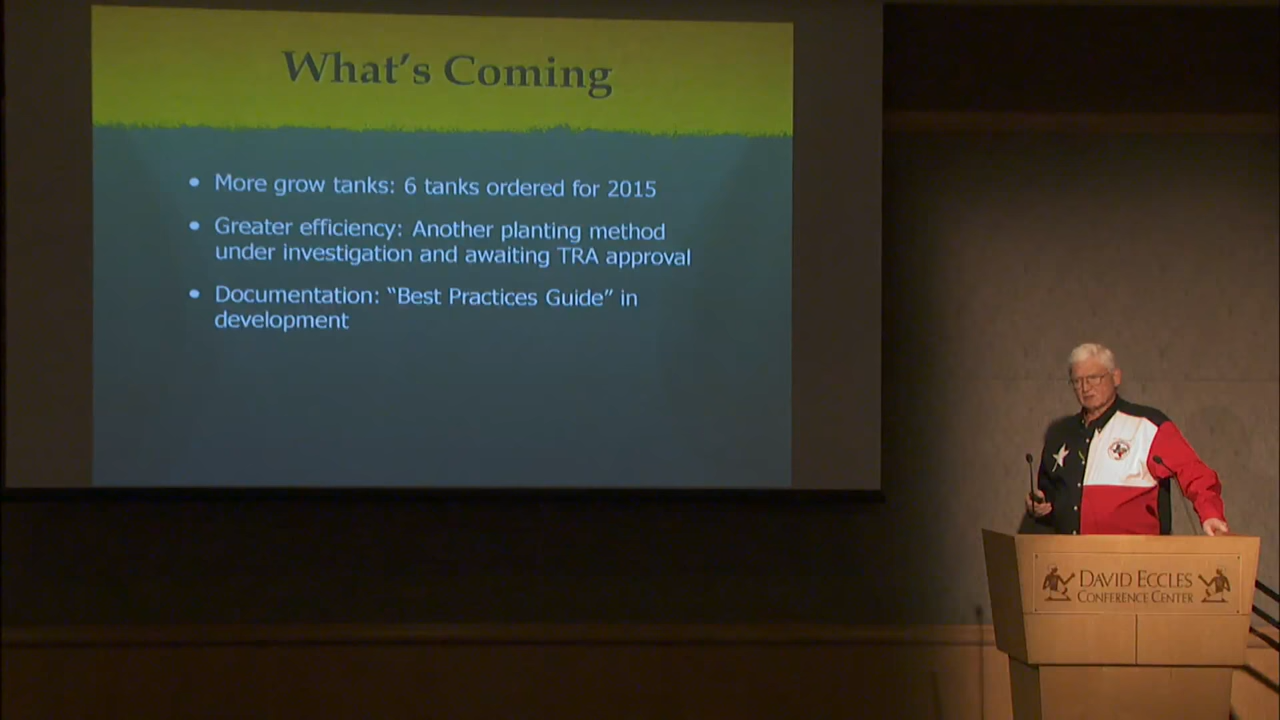 What's Coming
• More grow tanks: 6 tanks ordered for 2015
• Greater efficiency: Another planting method
under investigation and awaiting TRA approval
• Documentation: “Best Practices Guide” in
development
DAVID ECCLES
CONFERENCE CENTER